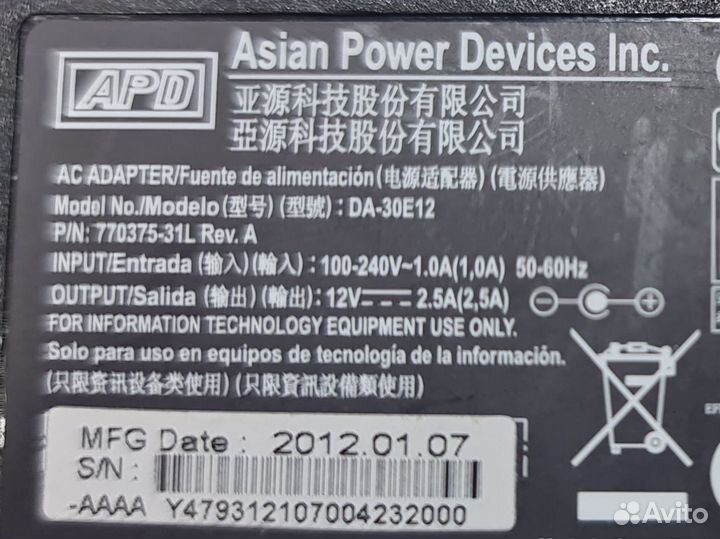 APD
Asian Power Devices Inc.
亚源科技股份有限公司
亞源科技股份有限公司
AC ADAPTER/Fuente de alimentación(电源适配器) (電源供應器)
Model No./Modelo(型号) (型號) : DA-30E12
P/N: 770375-31L Rev. A
INPUT/Entrada (输入) (輸入) : 100-240V~1.0A(1,0A) 50-60Hz
OUTPUT/Salida (输出) (輸出) : 12V⎓2.5A(2,5A)
FOR INFORMATION TECHNOLOGY EQUIPMENT USE ONLY.
Solo para uso en equipos de tecnología de la información.
(只限資訊设备类使用) (只限資訊設備類使用)
MFG Date : 2012.01.07
S/N :
-AAAA Y479312107004232000
Avito